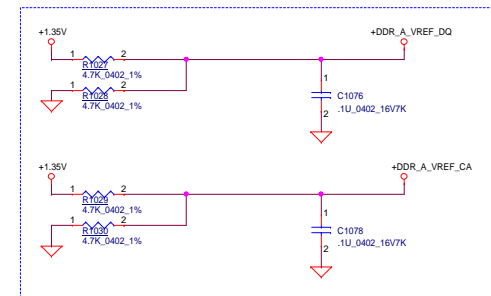 +1.35V
+DDR_A_VREF_DQ
1 2
R1027
4.7K_0402_1%
1 2
R1028
4.7K_0402_1%
1
C1076
.1U_0402_16V7K
2
+1.35V
+DDR_A_VREF_CA
1 2
R1029
4.7K_0402_1%
1 2
R1030
4.7K_0402_1%
1
C1078
.1U_0402_16V7K
2